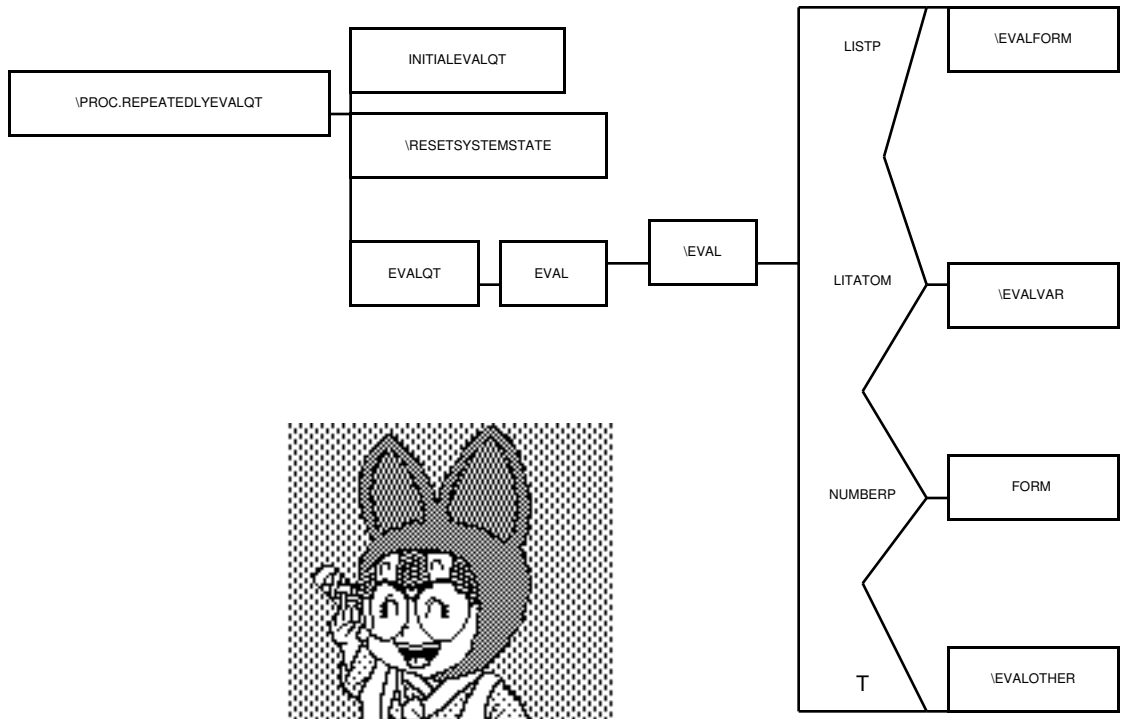 \PROC.REPEATEDLYEVALQT
INITIALEVALQT
\RESETSYSTEMSTATE
EVALQT
EVAL
\EVAL
LISTP
\EVALFORM
LITATOM
\EVALVAR
NUMBERP
FORM
T
\EVALOTHER